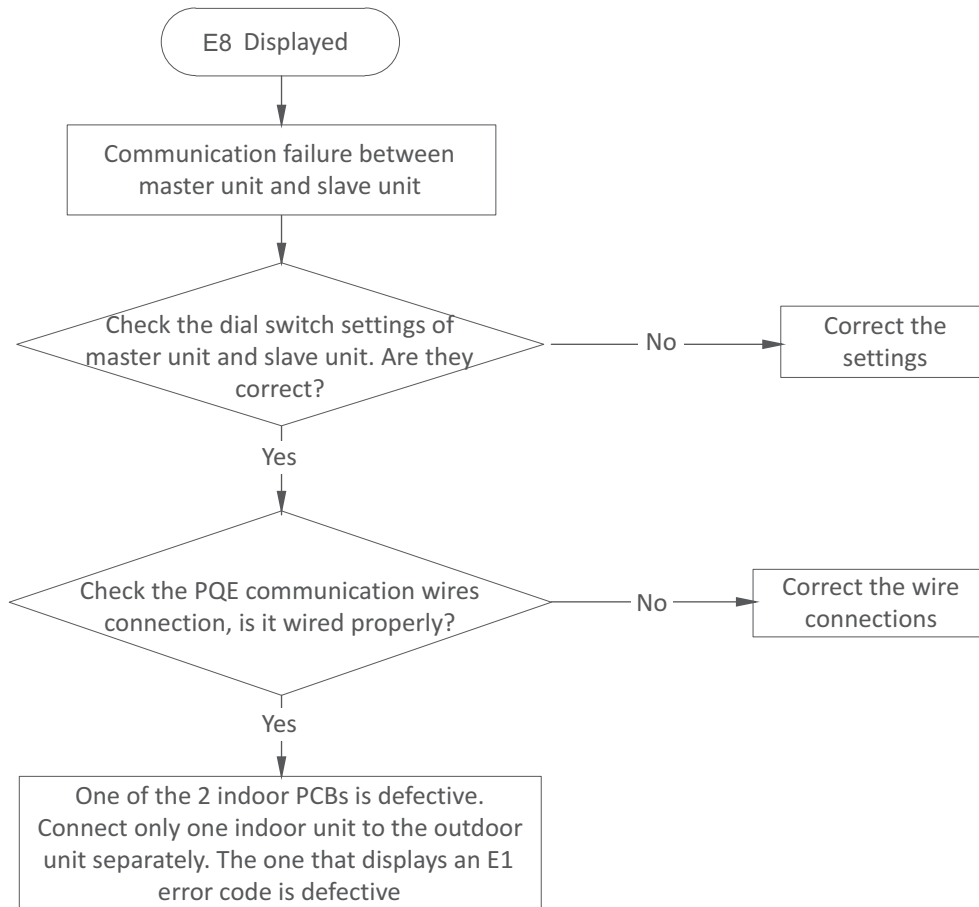 E8 Displayed
Communication failure between
master unit and slave unit
Check the dial switch settings of
master unit and slave unit. Are they
correct?
No
Correct the
settings
Yes
Check the PQE communication wires
connection, is it wired properly?
No
Correct the wire
connections
Yes
One of the 2 indoor PCBs is defective.
Connect only one indoor unit to the outdoor
unit separately. The one that displays an E1
error code is defective